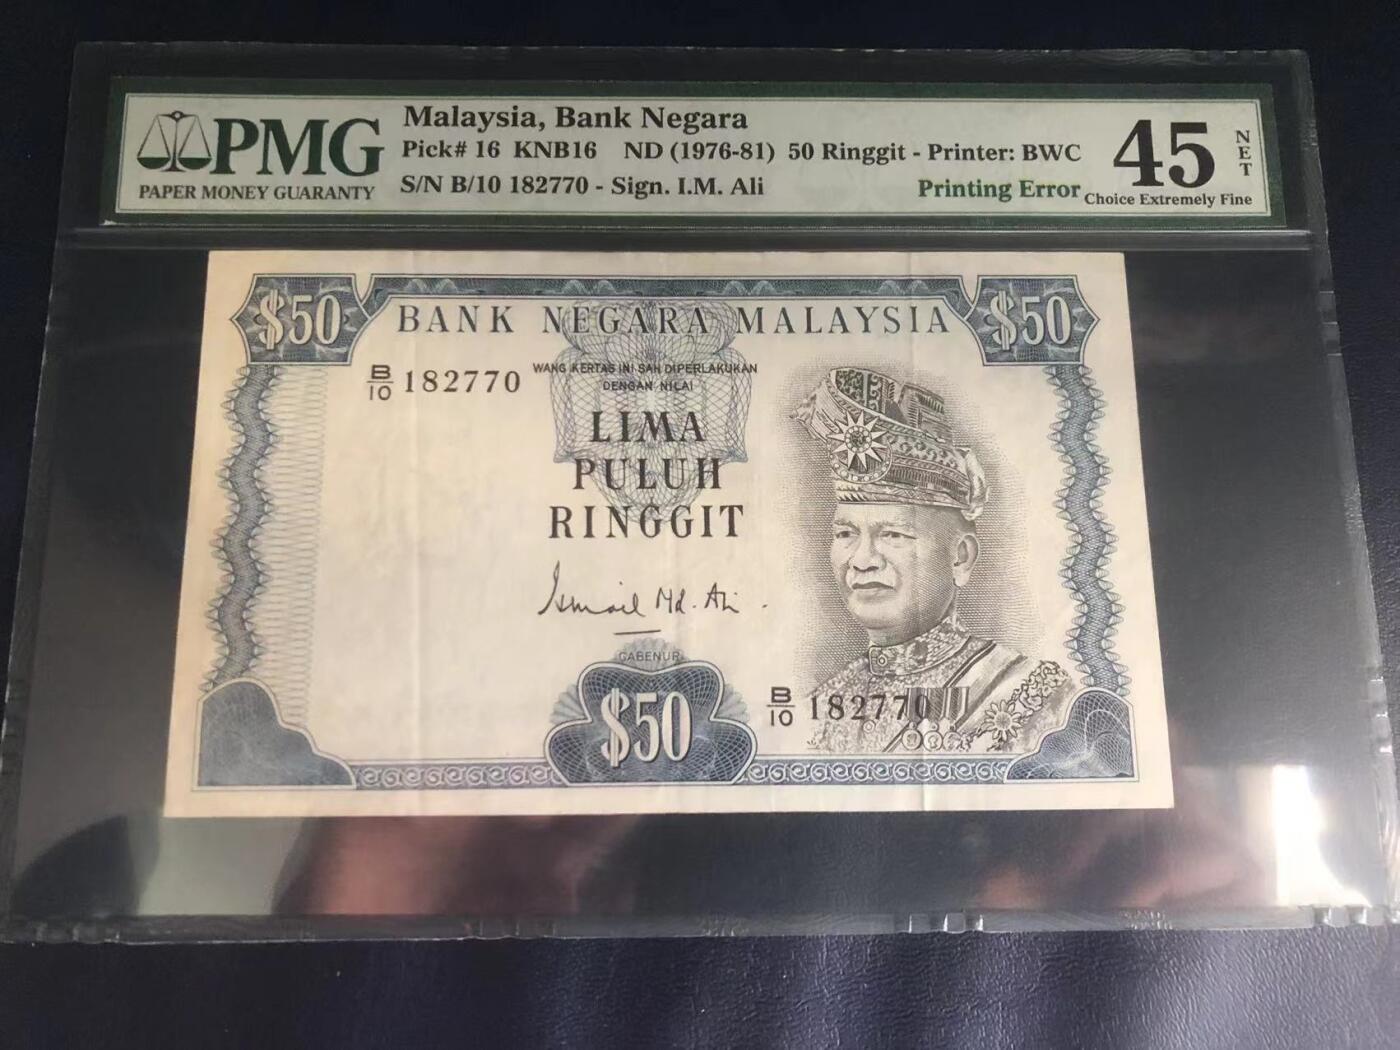 PMG
PAPER MONEY GUARANTY
Malaysia, Bank Negara
Pick# 16 KNB16 ND (1976-81) 50 Ringgit - Printer: BWC
S/N B/10 182770 - Sign. I.M. Ali
Printing Error
45
NET
Choice Extremely Fine
$50
BANK NEGARA MALAYSIA
$50
B/10 182770
WANG KERTAS INI SAH DIPERLAKUKAN
DENGAN NILAI
LIMA
PULUH
RINGGIT
Ismail Md. Ali
GABENUR
$50
B/10 182770